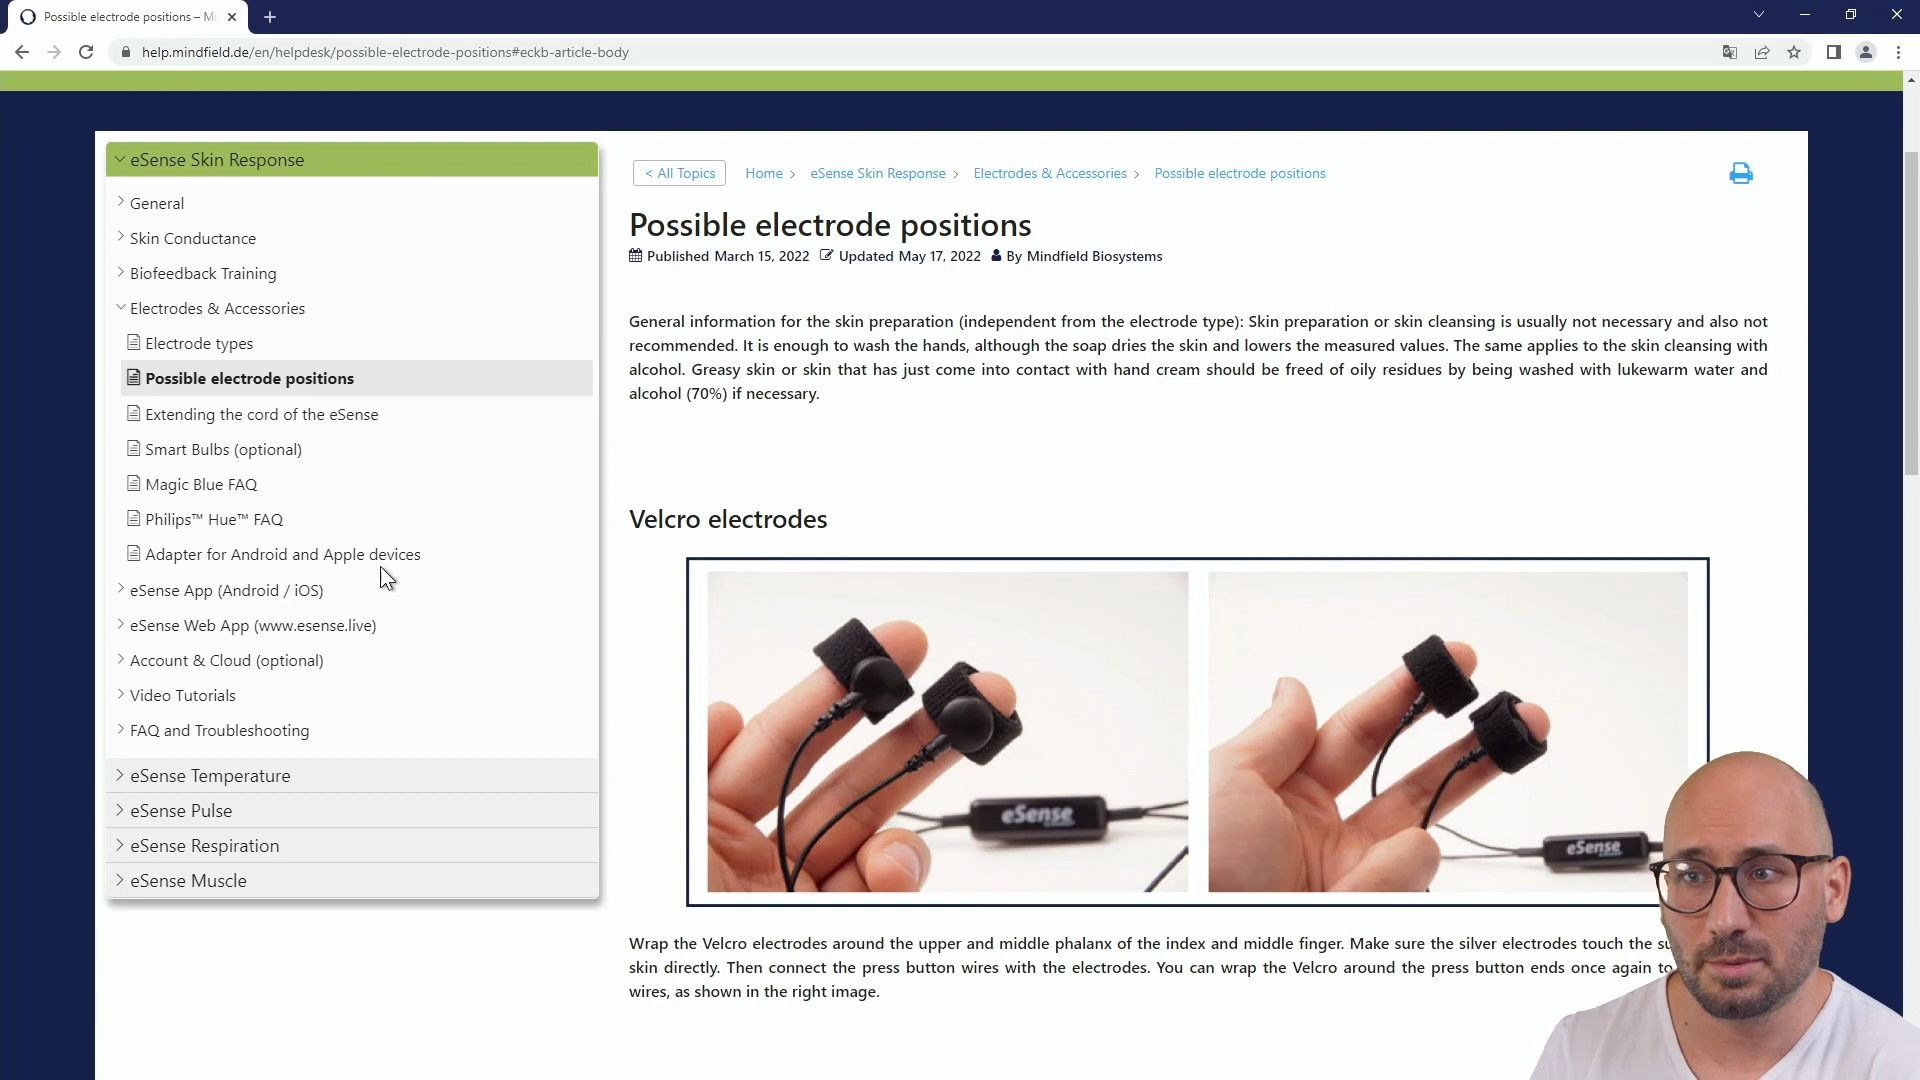 Possible electrode positions – Mi
help.mindfield.de/en/helpdesk/possible-electrode-positions#eckb-article-body
eSense Skin Response
General
Skin Conductance
Biofeedback Training
Electrodes & Accessories
Electrode types
Possible electrode positions
Extending the cord of the eSense
Smart Bulbs (optional)
Magic Blue FAQ
Philips™ Hue™ FAQ
Adapter for Android and Apple devices
eSense App (Android / iOS)
eSense Web App (www.esense.live)
Account & Cloud (optional)
Video Tutorials
FAQ and Troubleshooting
eSense Temperature
eSense Pulse
eSense Respiration
eSense Muscle
< All Topics Home > eSense Skin Response > Electrodes & Accessories > Possible electrode positions
Possible electrode positions
Published March 15, 2022 Updated May 17, 2022 By Mindfield Biosystems
General information for the skin preparation (independent from the electrode type): Skin preparation or skin cleansing is usually not necessary and also not
recommended. It is enough to wash the hands, although the soap dries the skin and lowers the measured values. The same applies to the skin cleansing with
alcohol. Greasy skin or skin that has just come into contact with hand cream should be freed of oily residues by being washed with lukewarm water and
alcohol (70%) if necessary.
Velcro electrodes
eSense
eSense
Wrap the Velcro electrodes around the upper and middle phalanx of the index and middle finger. Make sure the silver electrodes touch the
skin directly. Then connect the press button wires with the electrodes. You can wrap the Velcro around the press button ends once again to
wires, as shown in the right image.